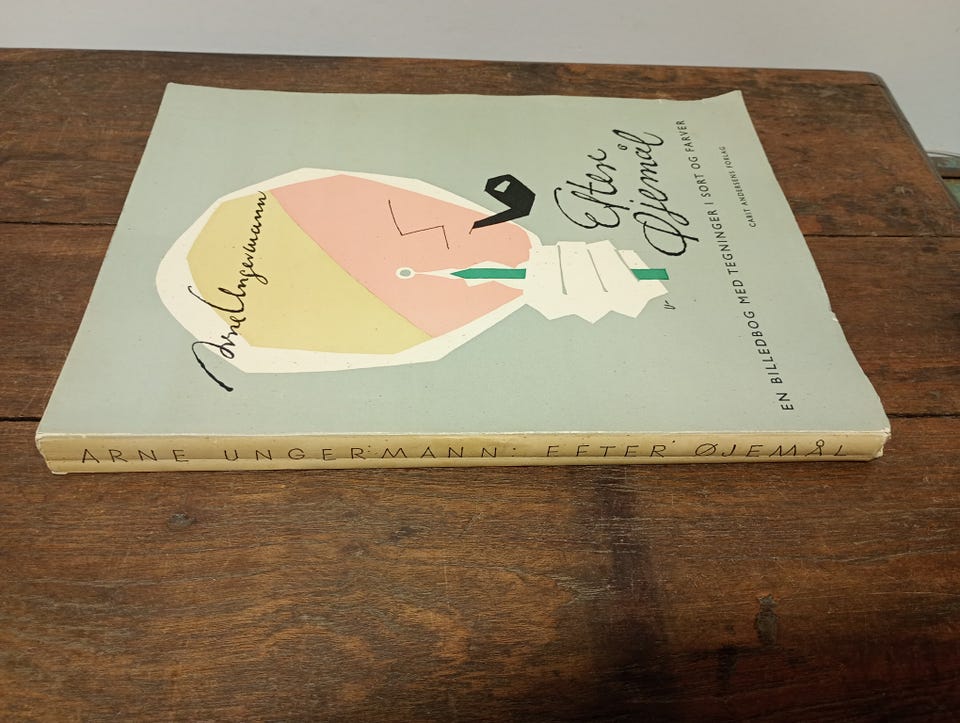 Arne Ungermann
Efter
Øjemål
EN BILLEDBOG MED TEGNINGER I SORT OG FARVER
CARIT ANDERSENS FORLAG
ARNE UNGERMANN: EFTER ØJEMÅL